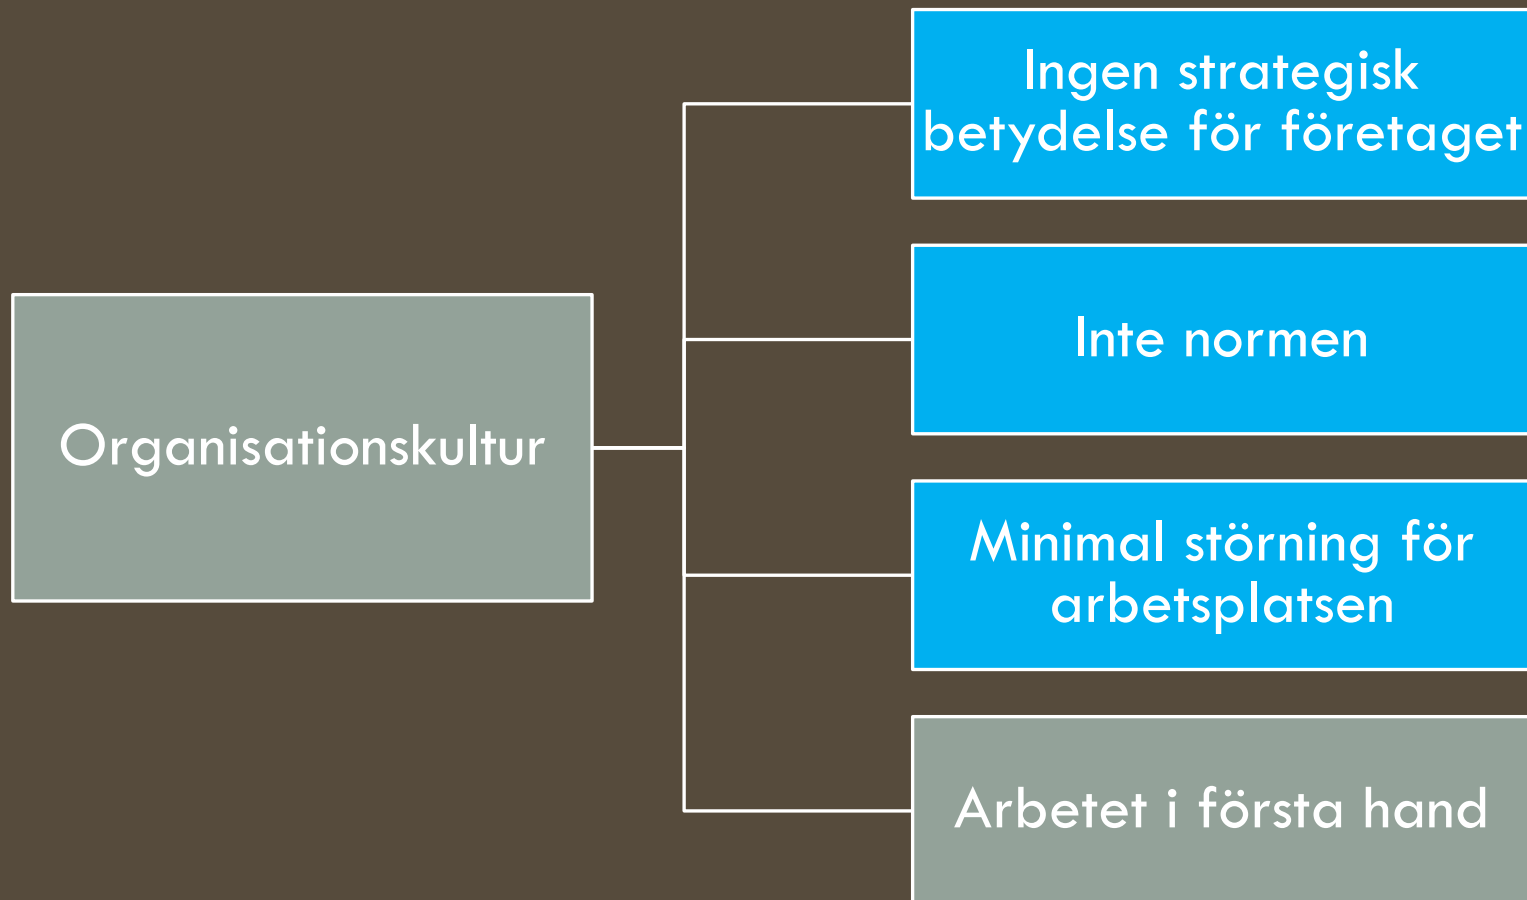 Ingen strategisk
betydelse för företaget
Inte normen
Organisationskultur
Minimal störning för
arbetsplatsen
Arbetet i första hand